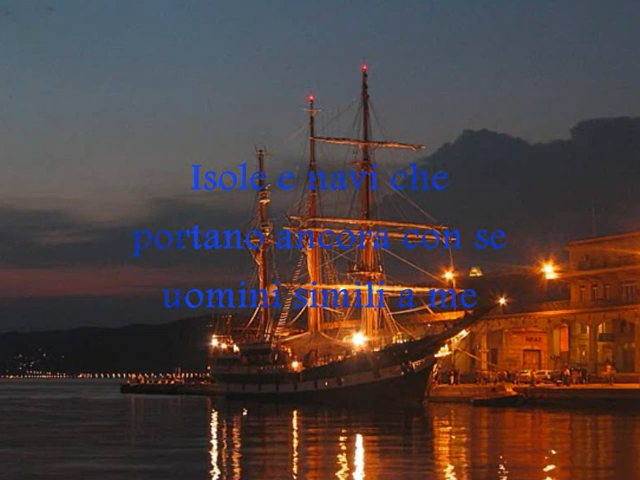 Isole e navi che
portano ancora con se
uomini simili a me